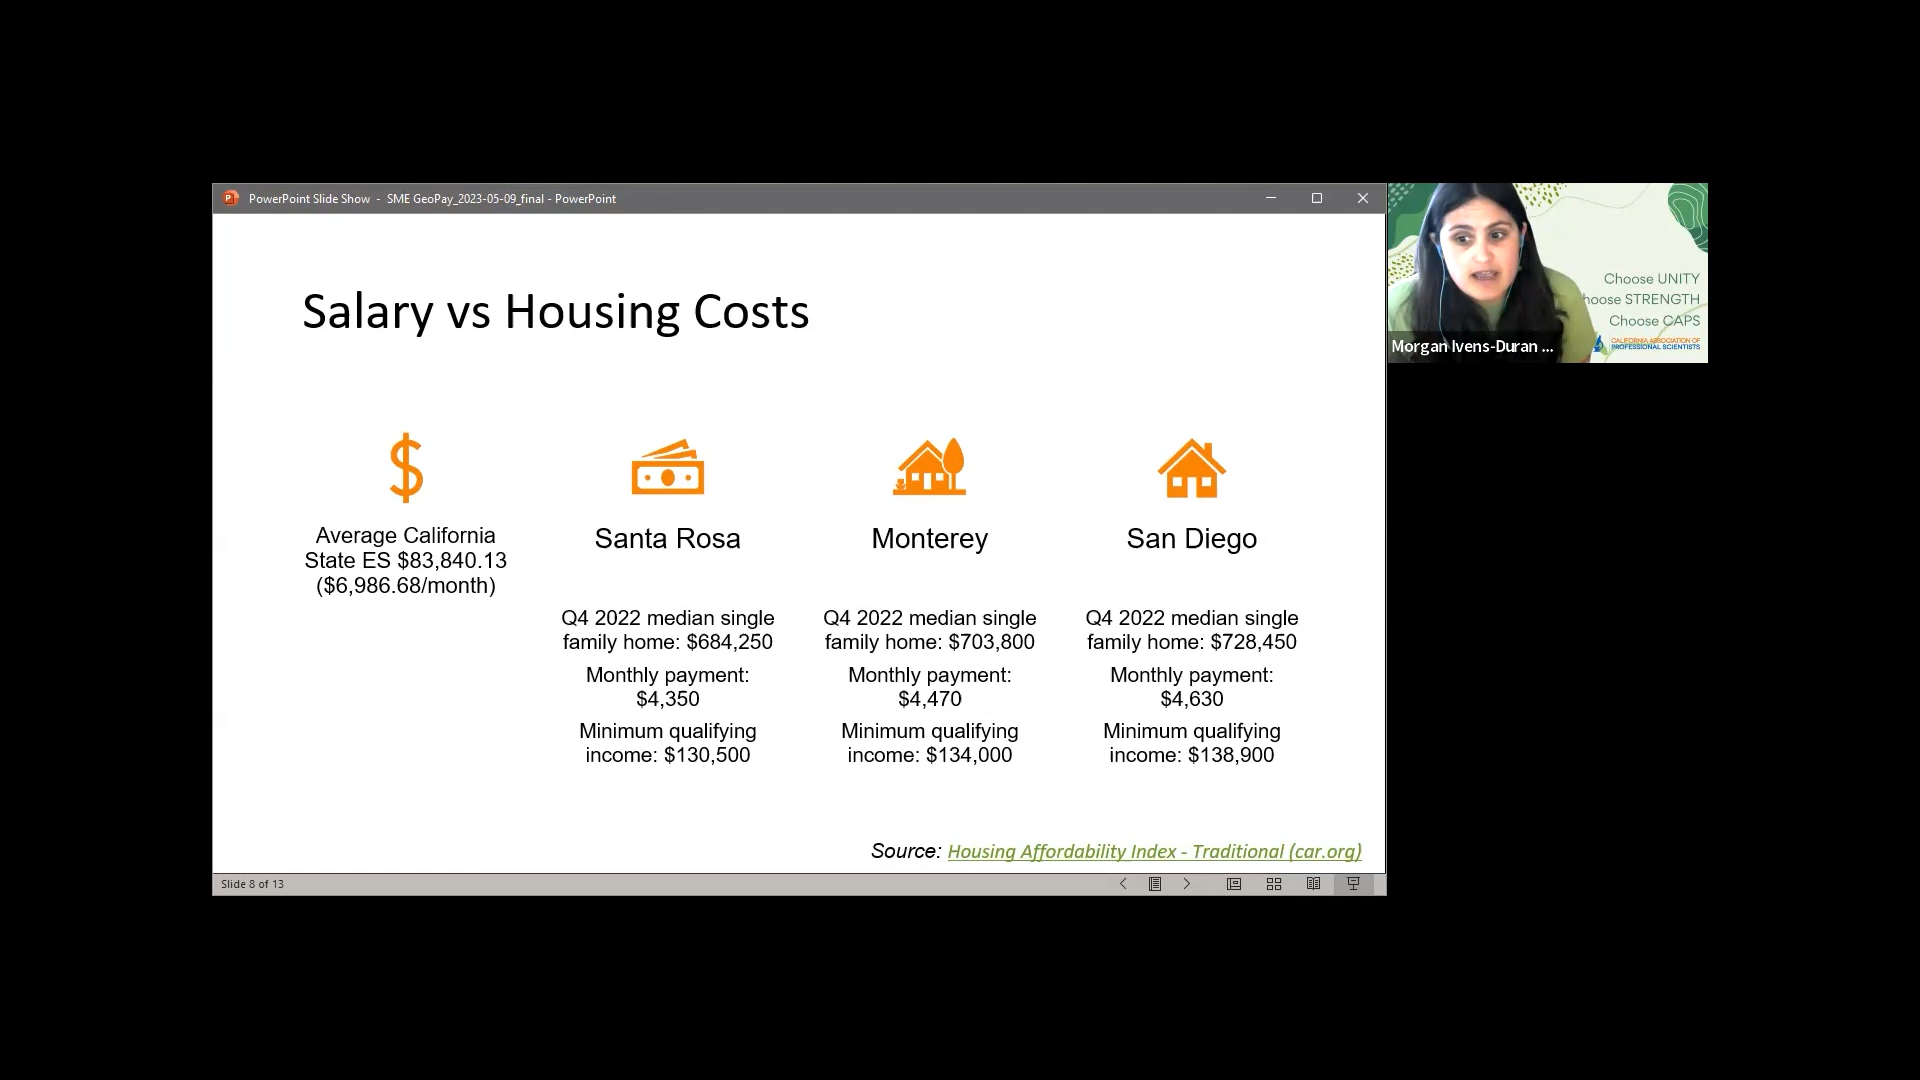 PowerPoint Slide Show - SME GeoPay_2023-05-09_final - PowerPoint
Salary vs Housing Costs
Average California
State ES $83,840.13
($6,986.68/month)
Santa Rosa
Q4 2022 median single
family home: $684,250
Monthly payment:
$4,350
Minimum qualifying
income: $130,500
Monterey
Q4 2022 median single
family home: $703,800
Monthly payment:
$4,470
Minimum qualifying
income: $134,000
San Diego
Q4 2022 median single
family home: $728,450
Monthly payment:
$4,630
Minimum qualifying
income: $138,900
Source: Housing Affordability Index - Traditional (car.org)
Slide 8 of 13
Choose UNITY
hoose STRENGTH
Choose CAPS
CALIFORNIA ASSOCIATION OF
PROFESSIONAL SCIENTISTS
Morgan Ivens-Duran ...